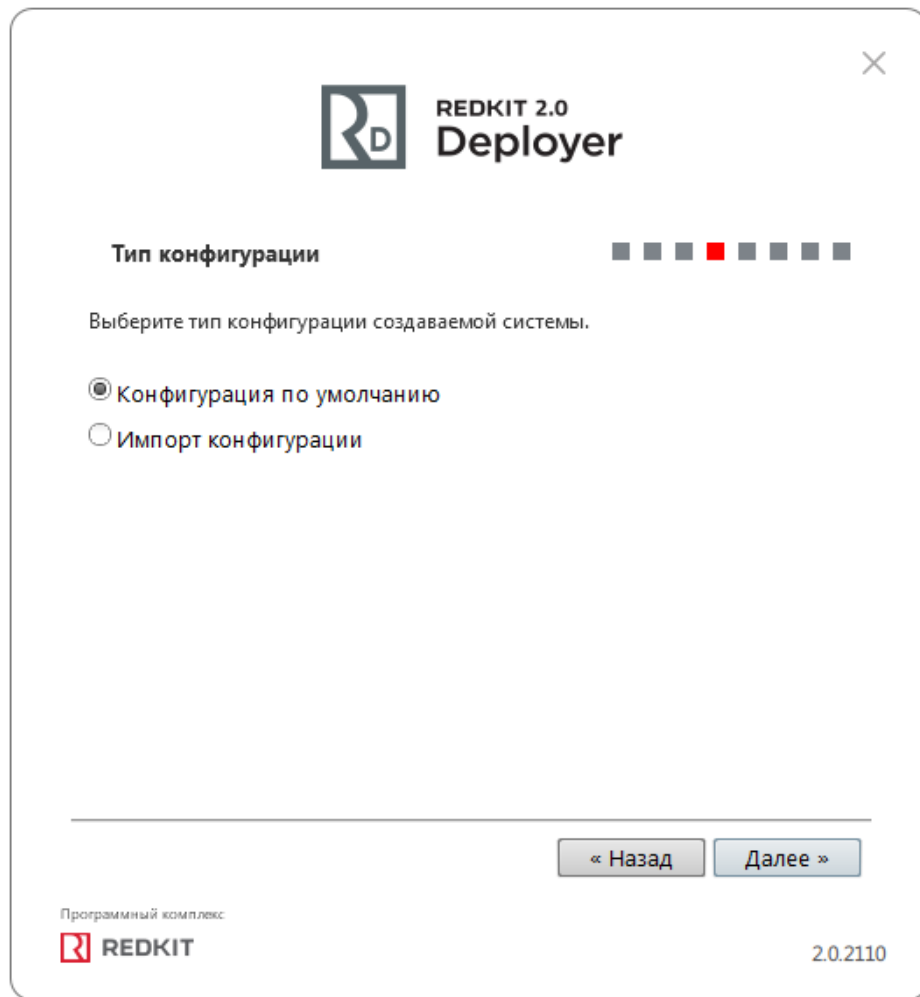 RD
REDKIT 2.0
Deployer
Тип конфигурации
Выберите тип конфигурации создаваемой системы.
Конфигурация по умолчанию
Импорт конфигурации
« Назад
Далее »
Программный комплекс
REDKIT
2.0.2110